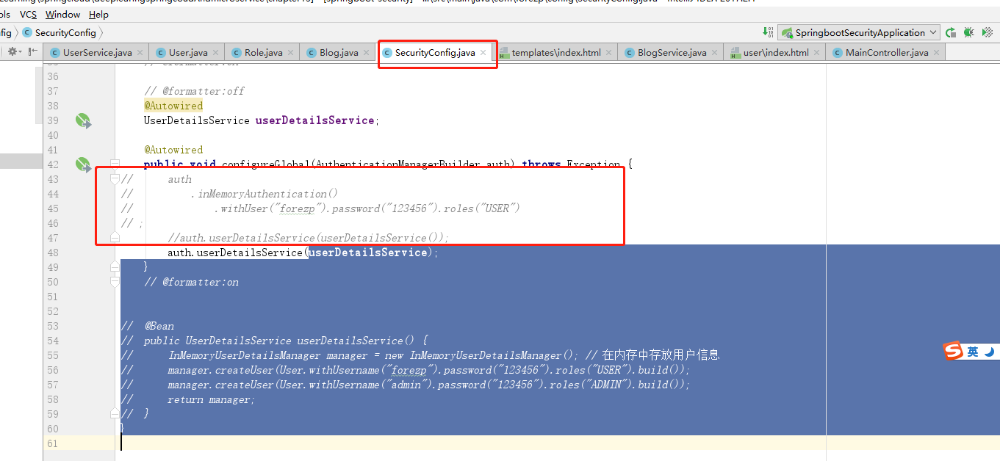 ols VCS Window Help
fig SecurityConfig SpringbootSecurityApplication
UserService.java User.java Role.java Blog.java SecurityConfig.java templates\index.html BlogService.java user\index.html MainController.java
36
37 // @formatter:off
38 @Autowired
39 UserDetailsService userDetailsService;
40
41 @Autowired
42 public void configureGlobal(AuthenticationManagerBuilder auth) throws Exception {
43 // auth
44 // .inMemoryAuthentication()
45 // .withUser("forezp").password("123456").roles("USER")
46 // ;
47 //auth.userDetailsService(userDetailsService());
48 auth.userDetailsService(userDetailsService);
49 }
50 // @formatter:on
51
52
53 // @Bean
54 // public UserDetailsService userDetailsService() {
55 // InMemoryUserDetailsManager manager = new InMemoryUserDetailsManager(); // 在内存中存放用户信息
56 // manager.createUser(User.withUsername("forezp").password("123456").roles("USER").build());
57 // manager.createUser(User.withUsername("admin").password("123456").roles("ADMIN").build());
58 // return manager;
59 // }
60 }
61
英